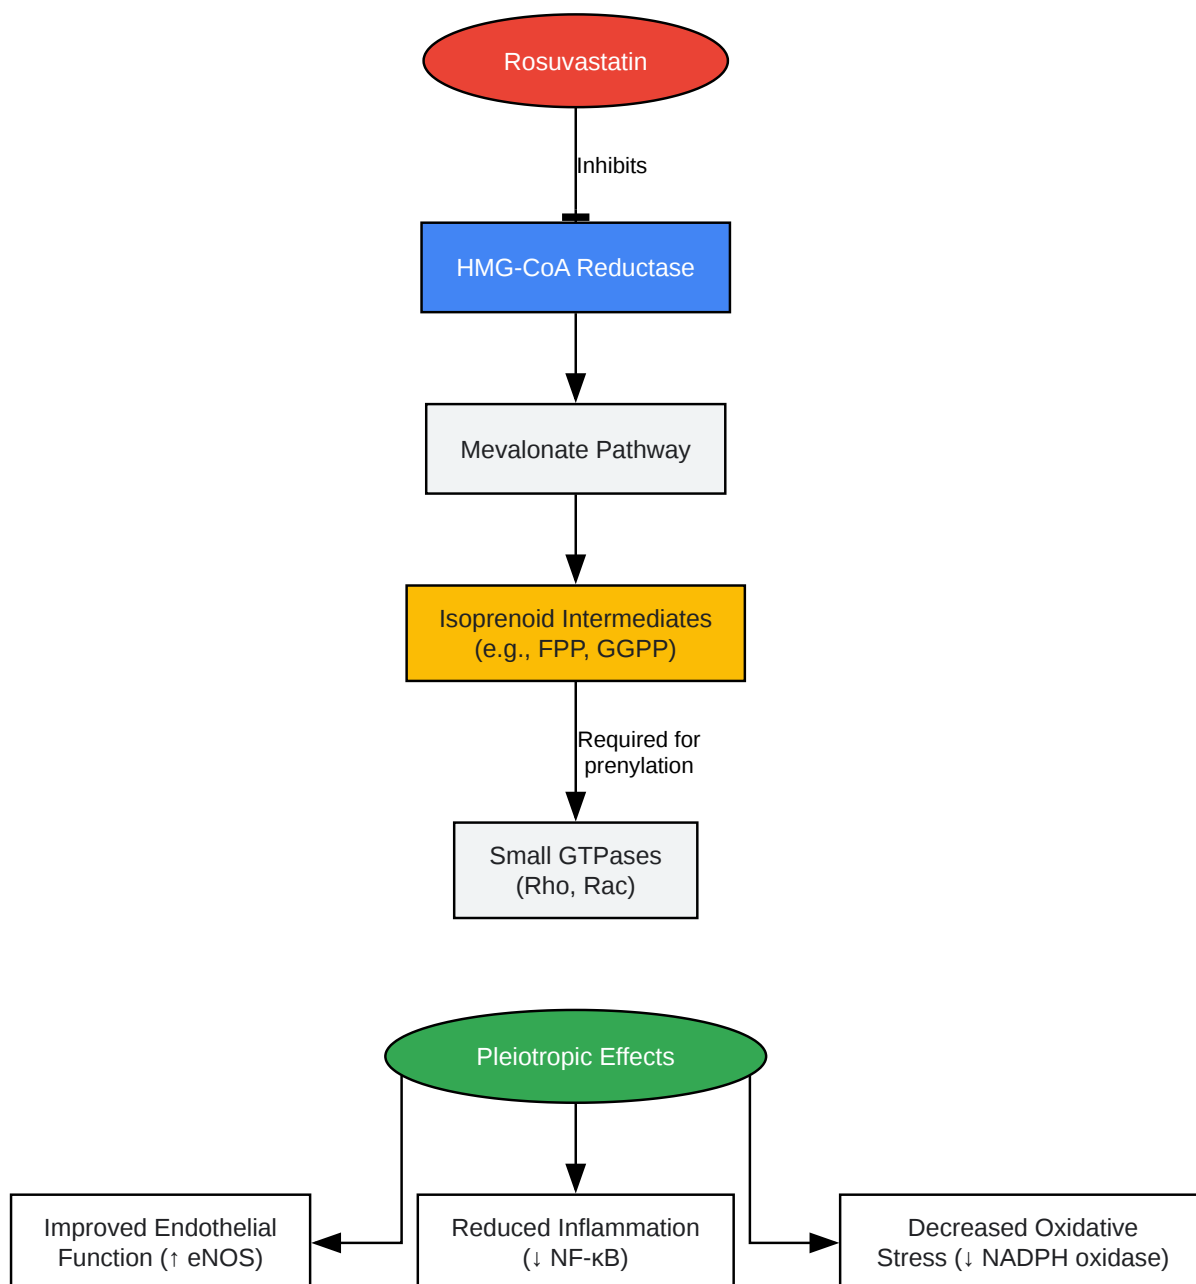 Rosuvastatin
Inhibits
HMG-CoA Reductase
Mevalonate Pathway
Isoprenoid Intermediates
(e.g., FPP, GGPP)
Required for
prenylation
Small GTPases
(Rho, Rac)
Pleiotropic Effects
Improved Endothelial
Function (↑ eNOS)
Reduced Inflammation
(↓ NF-κB)
Decreased Oxidative
Stress (↓ NADPH oxidase)